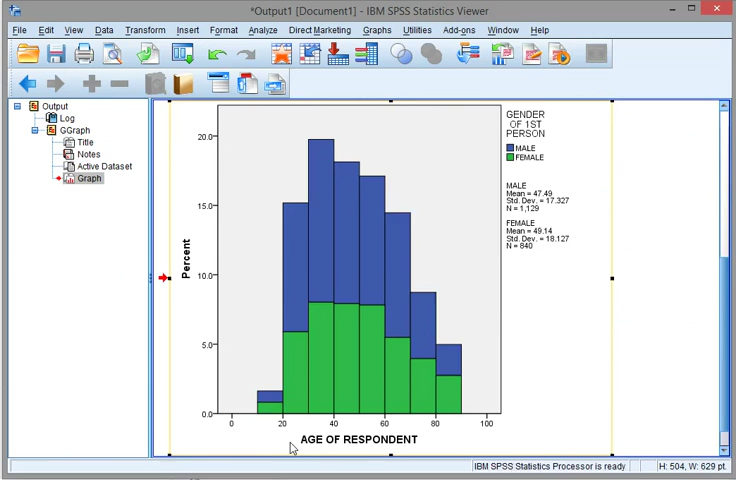 *Output1 [Document1] - IBM SPSS Statistics Viewer
File Edit View Data Transform Insert Format Analyze Direct Marketing Graphs Utilities Add-ons Window Help
Output
Log
GGraph
Title
Notes
Active Dataset
Graph
GENDER
OF 1ST
PERSON
MALE
FEMALE
MALE
Mean = 47.49
Std. Dev. = 17.327
N = 1,129
FEMALE
Mean = 49.14
Std. Dev. = 18.127
N = 840
Percent
20.0
15.0
10.0
5.0
0.0
0 20 40 60 80 100
AGE OF RESPONDENT
IBM SPSS Statistics Processor is ready H: 504, W: 629 pt.